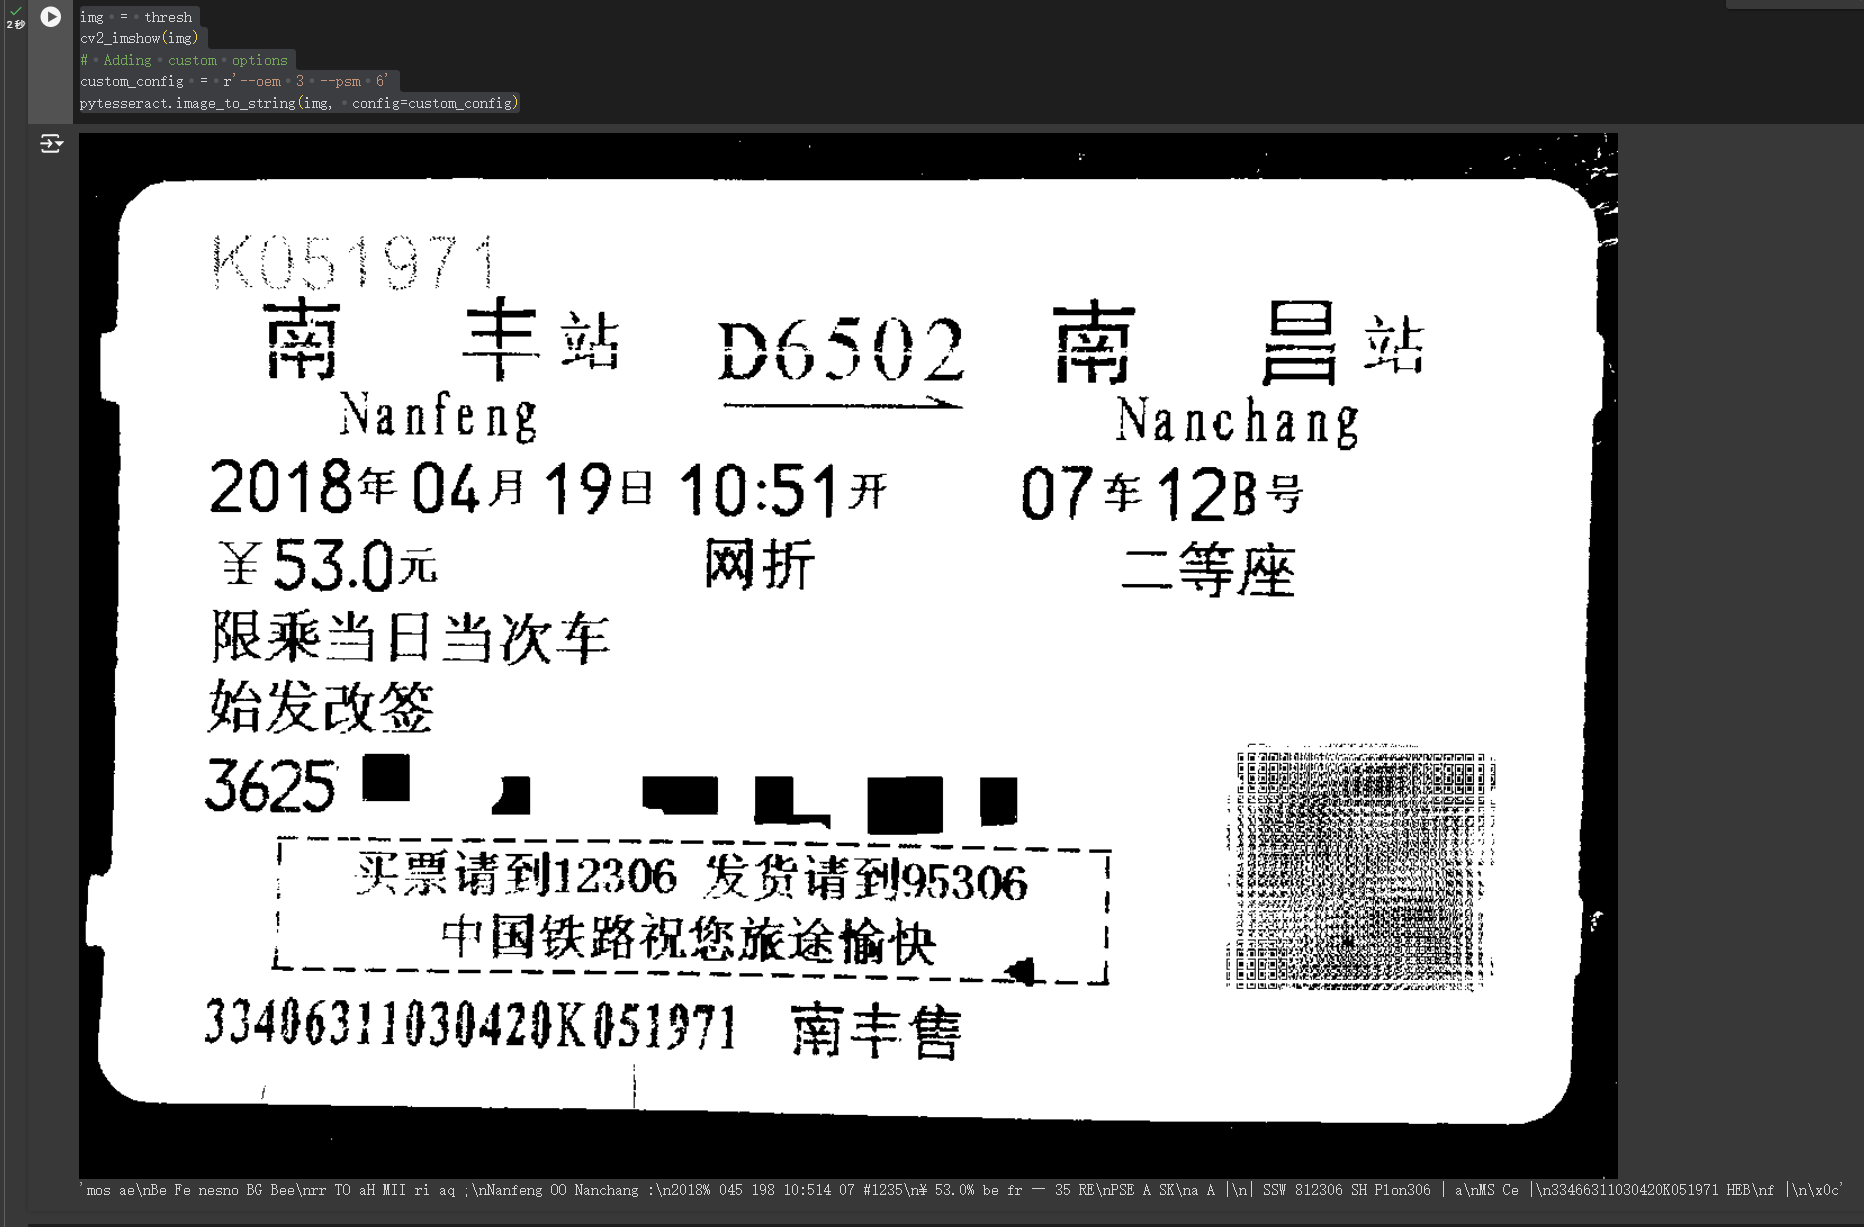 2秒
img = thresh
cv2_imshow(img)
# Adding custom options
custom_config = r'--oem 3 --psm 6'
pytesseract.image_to_string(img, config=custom_config)
K051971
南 丰站 D6502 南 昌站
Nanfeng Nanchang
2018年04月19日 10:51开 07车12B号
¥53.0元 网折 二等座
限乘当日当次车
始发改签
3625
买票请到12306 发货请到95306
中国铁路祝您旅途愉快
33406311030420K051971 南丰售
'mos ae\nBe Fe nesno BG Bee\nrr TO aH MII ri aq ;\nNanfeng OO Nanchang :\n2018% 045 198 10:514 07 #1235\n¥ 53.0% be fr 一 35 RE\nPSE A SK\na A |\n| SSW 812306 SH Plon306 | a\nMS Ce |\n33466311030420K051971 HEB\nf |\n\x0c'